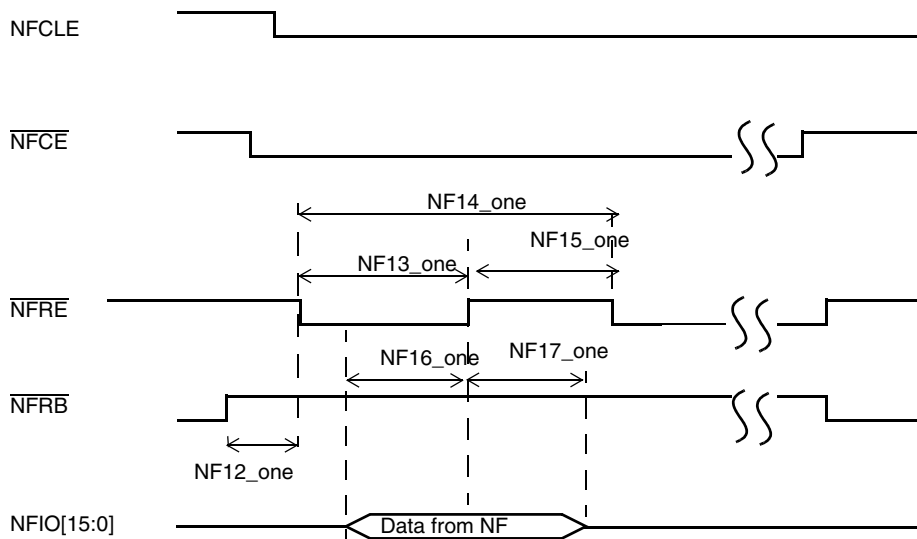 NFCLE
NFCE
NF14_one
NF15_one
NF13_one
NFRE
NF16_one
NF17_one
NFRB
NF12_one
NFIO[15:0]
Data from NF